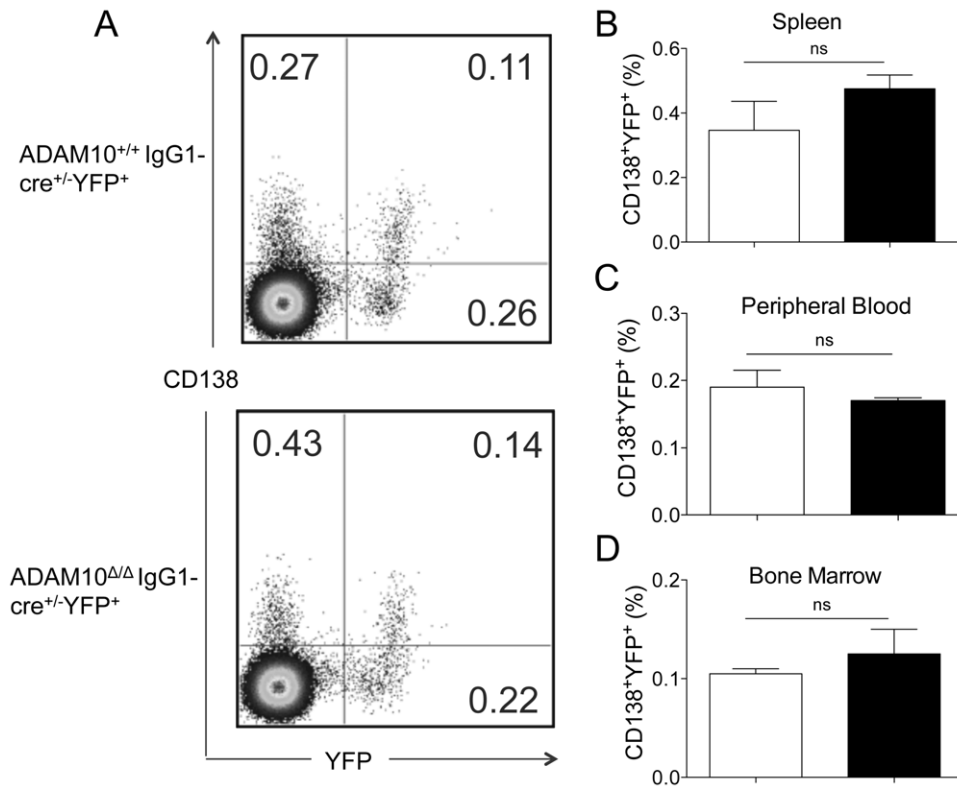 A
0.27
0.11
ADAM10⁺/⁺ IgG1-
cre⁺/⁻YFP⁺
0.26
CD138
0.43
0.14
ADAM10Δ/Δ IgG1-
cre⁺/⁻YFP⁺
0.22
YFP
B
Spleen
ns
CD138⁺YFP⁺ (%)
0.6
0.4
0.2
0.0
C
Peripheral Blood
ns
CD138⁺YFP⁺ (%)
0.3
0.2
0.1
0.0
D
Bone Marrow
ns
CD138⁺YFP⁺ (%)
0.2
0.1
0.0